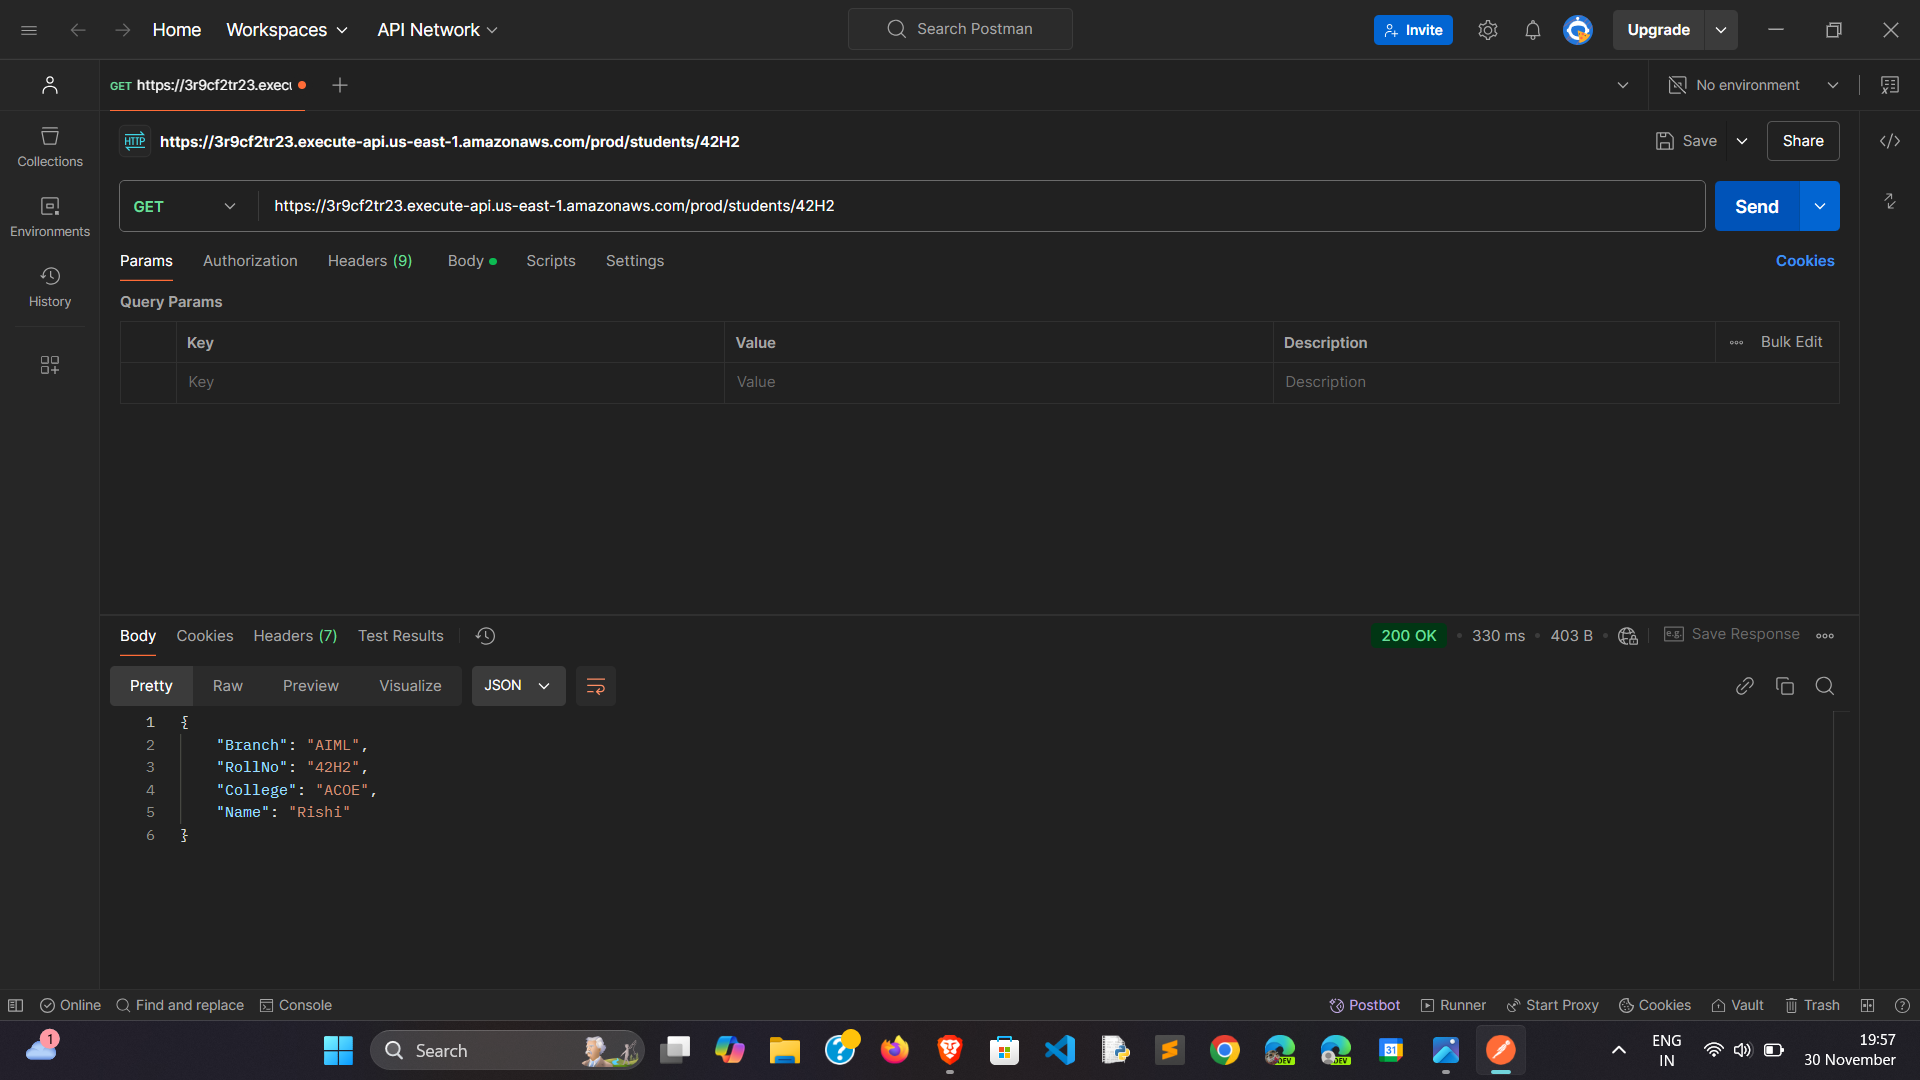 Home Workspaces API Network Search Postman Invite Upgrade
GET https://3r9cf2tr23.execu No environment
HTTP https://3r9cf2tr23.execute-api.us-east-1.amazonaws.com/prod/students/42H2 Save Share
Collections
GET https://3r9cf2tr23.execute-api.us-east-1.amazonaws.com/prod/students/42H2 Send
Environments
Params Authorization Headers (9) Body Scripts Settings Cookies
History
Query Params
Key Value Description Bulk Edit
Key Value Description
Body Cookies Headers (7) Test Results 200 OK 330 ms 403 B e.g. Save Response
Pretty Raw Preview Visualize JSON
1 {
2 "Branch": "AIML",
3 "RollNo": "42H2",
4 "College": "ACOE",
5 "Name": "Rishi"
6 }
Online Find and replace Console Postbot Runner Start Proxy Cookies Vault Trash
1 Search DEV DEV 31 ENG IN 19:57
30 November